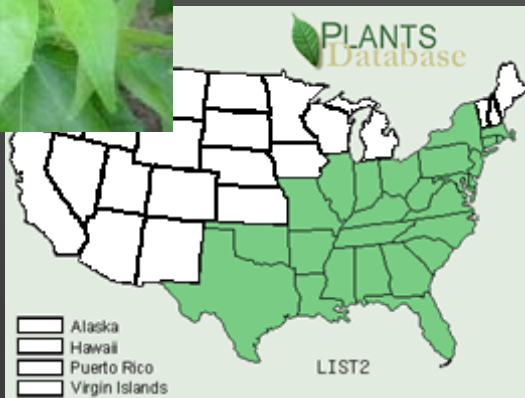 PLANTS
Database
Alaska
Hawaii
Puerto Rico
Virgin Islands
LIST2